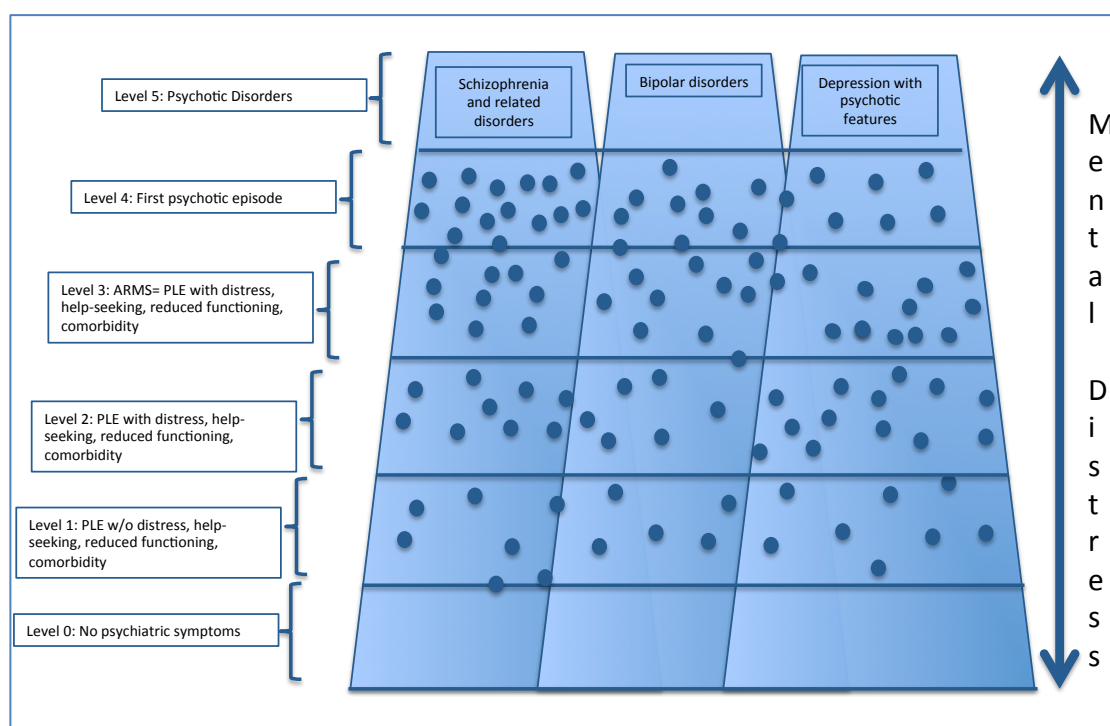 Schizophrenia
and related
disorders
Bipolar disorders
Depression with
psychotic
features
Level 5: Psychotic Disorders
Level 4: First psychotic episode
Level 3: ARMS= PLE with distress,
help-seeking, reduced functioning,
comorbidity
Level 2: PLE with distress, help-
seeking, reduced functioning,
comorbidity
Level 1: PLE w/o distress, help-
seeking, reduced functioning,
comorbidity
Level 0: No psychiatric symptoms
Mental Distress